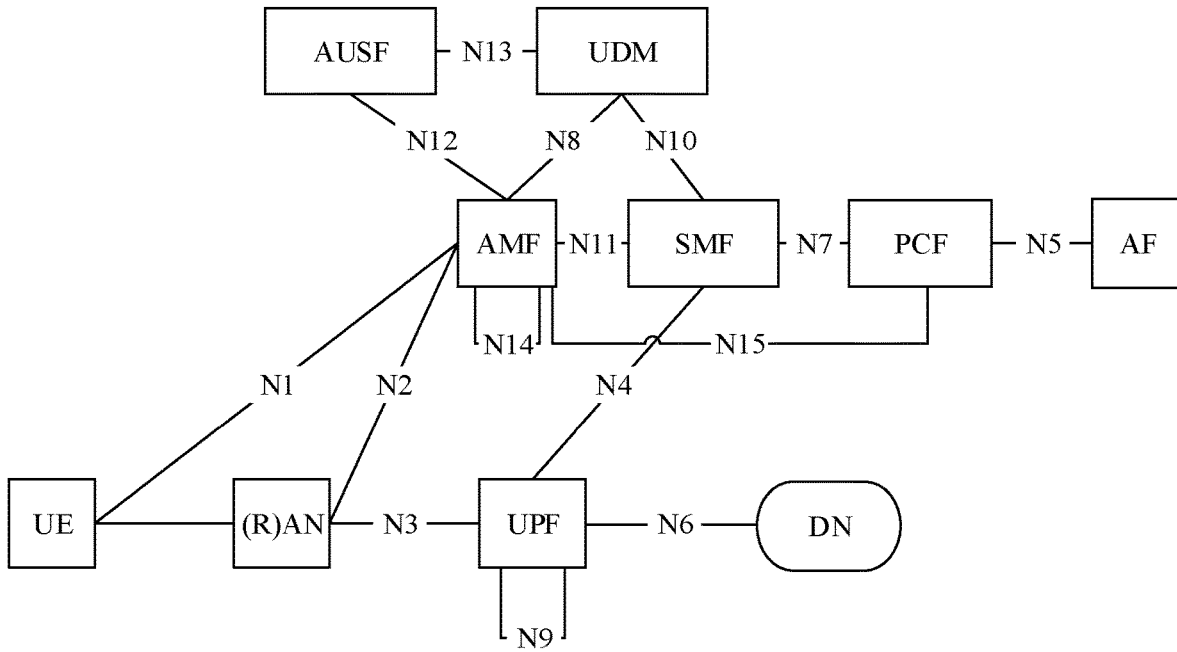 AUSF N13 UDM
N12 N8 N10
AMF N11 SMF N7 PCF N5 AF
N14 N15
N1 N2 N4
UE (R)AN N3 UPF N6 DN
N9